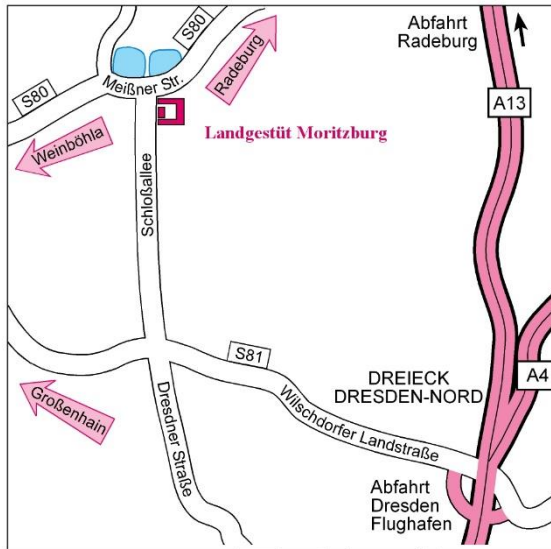 S80
Abfahrt
Radeburg
Radeburg
Meißner Str.
S80
A13
Landgestüt Moritzburg
Weinböhla
Schloßallee
S81
DREIECK
DRESDEN-NORD
A4
Großenhain
Dresdner Straße
Wilschdorfer Landstraße
Abfahrt
Dresden
Flughafen